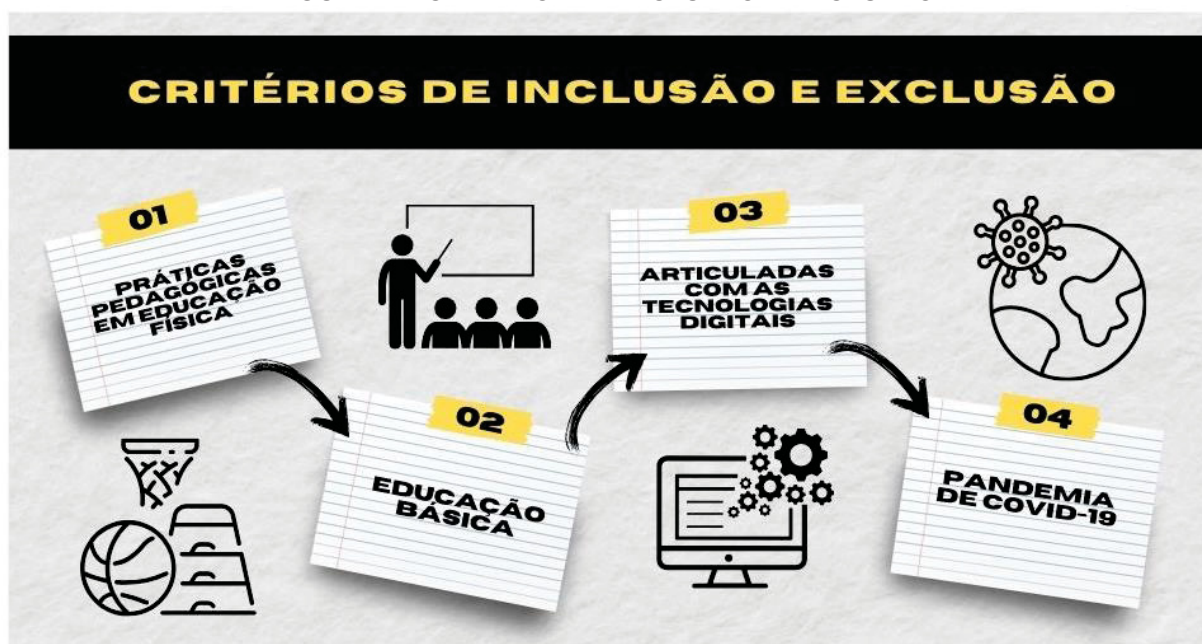 CRITÉRIOS DE INCLUSÃO E EXCLUSÃO
01
PRÁTICAS
PEDAGÓGICAS
EM EDUCAÇÃO
FÍSICA
02
EDUCAÇÃO
BÁSICA
03
ARTICULADAS
COM AS
TECNOLOGIAS
DIGITAIS
04
PANDEMIA
DE COVID-19